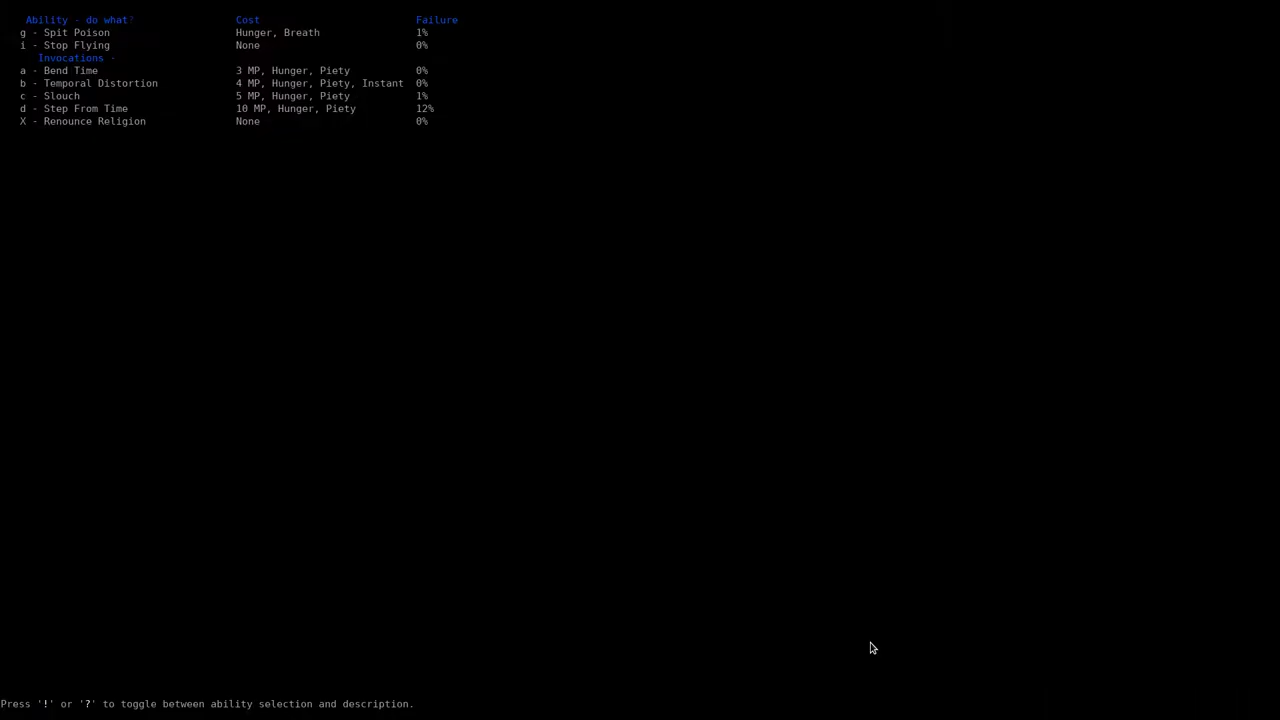 Ability - do what? Cost Failure
g - Spit Poison Hunger, Breath 1%
i - Stop Flying None 0%
Invocations -
a - Bend Time 3 MP, Hunger, Piety 0%
b - Temporal Distortion 4 MP, Hunger, Piety, Instant 0%
c - Slouch 5 MP, Hunger, Piety 1%
d - Step From Time 10 MP, Hunger, Piety 12%
X - Renounce Religion None 0%
Press '!' or '?' to toggle between ability selection and description.